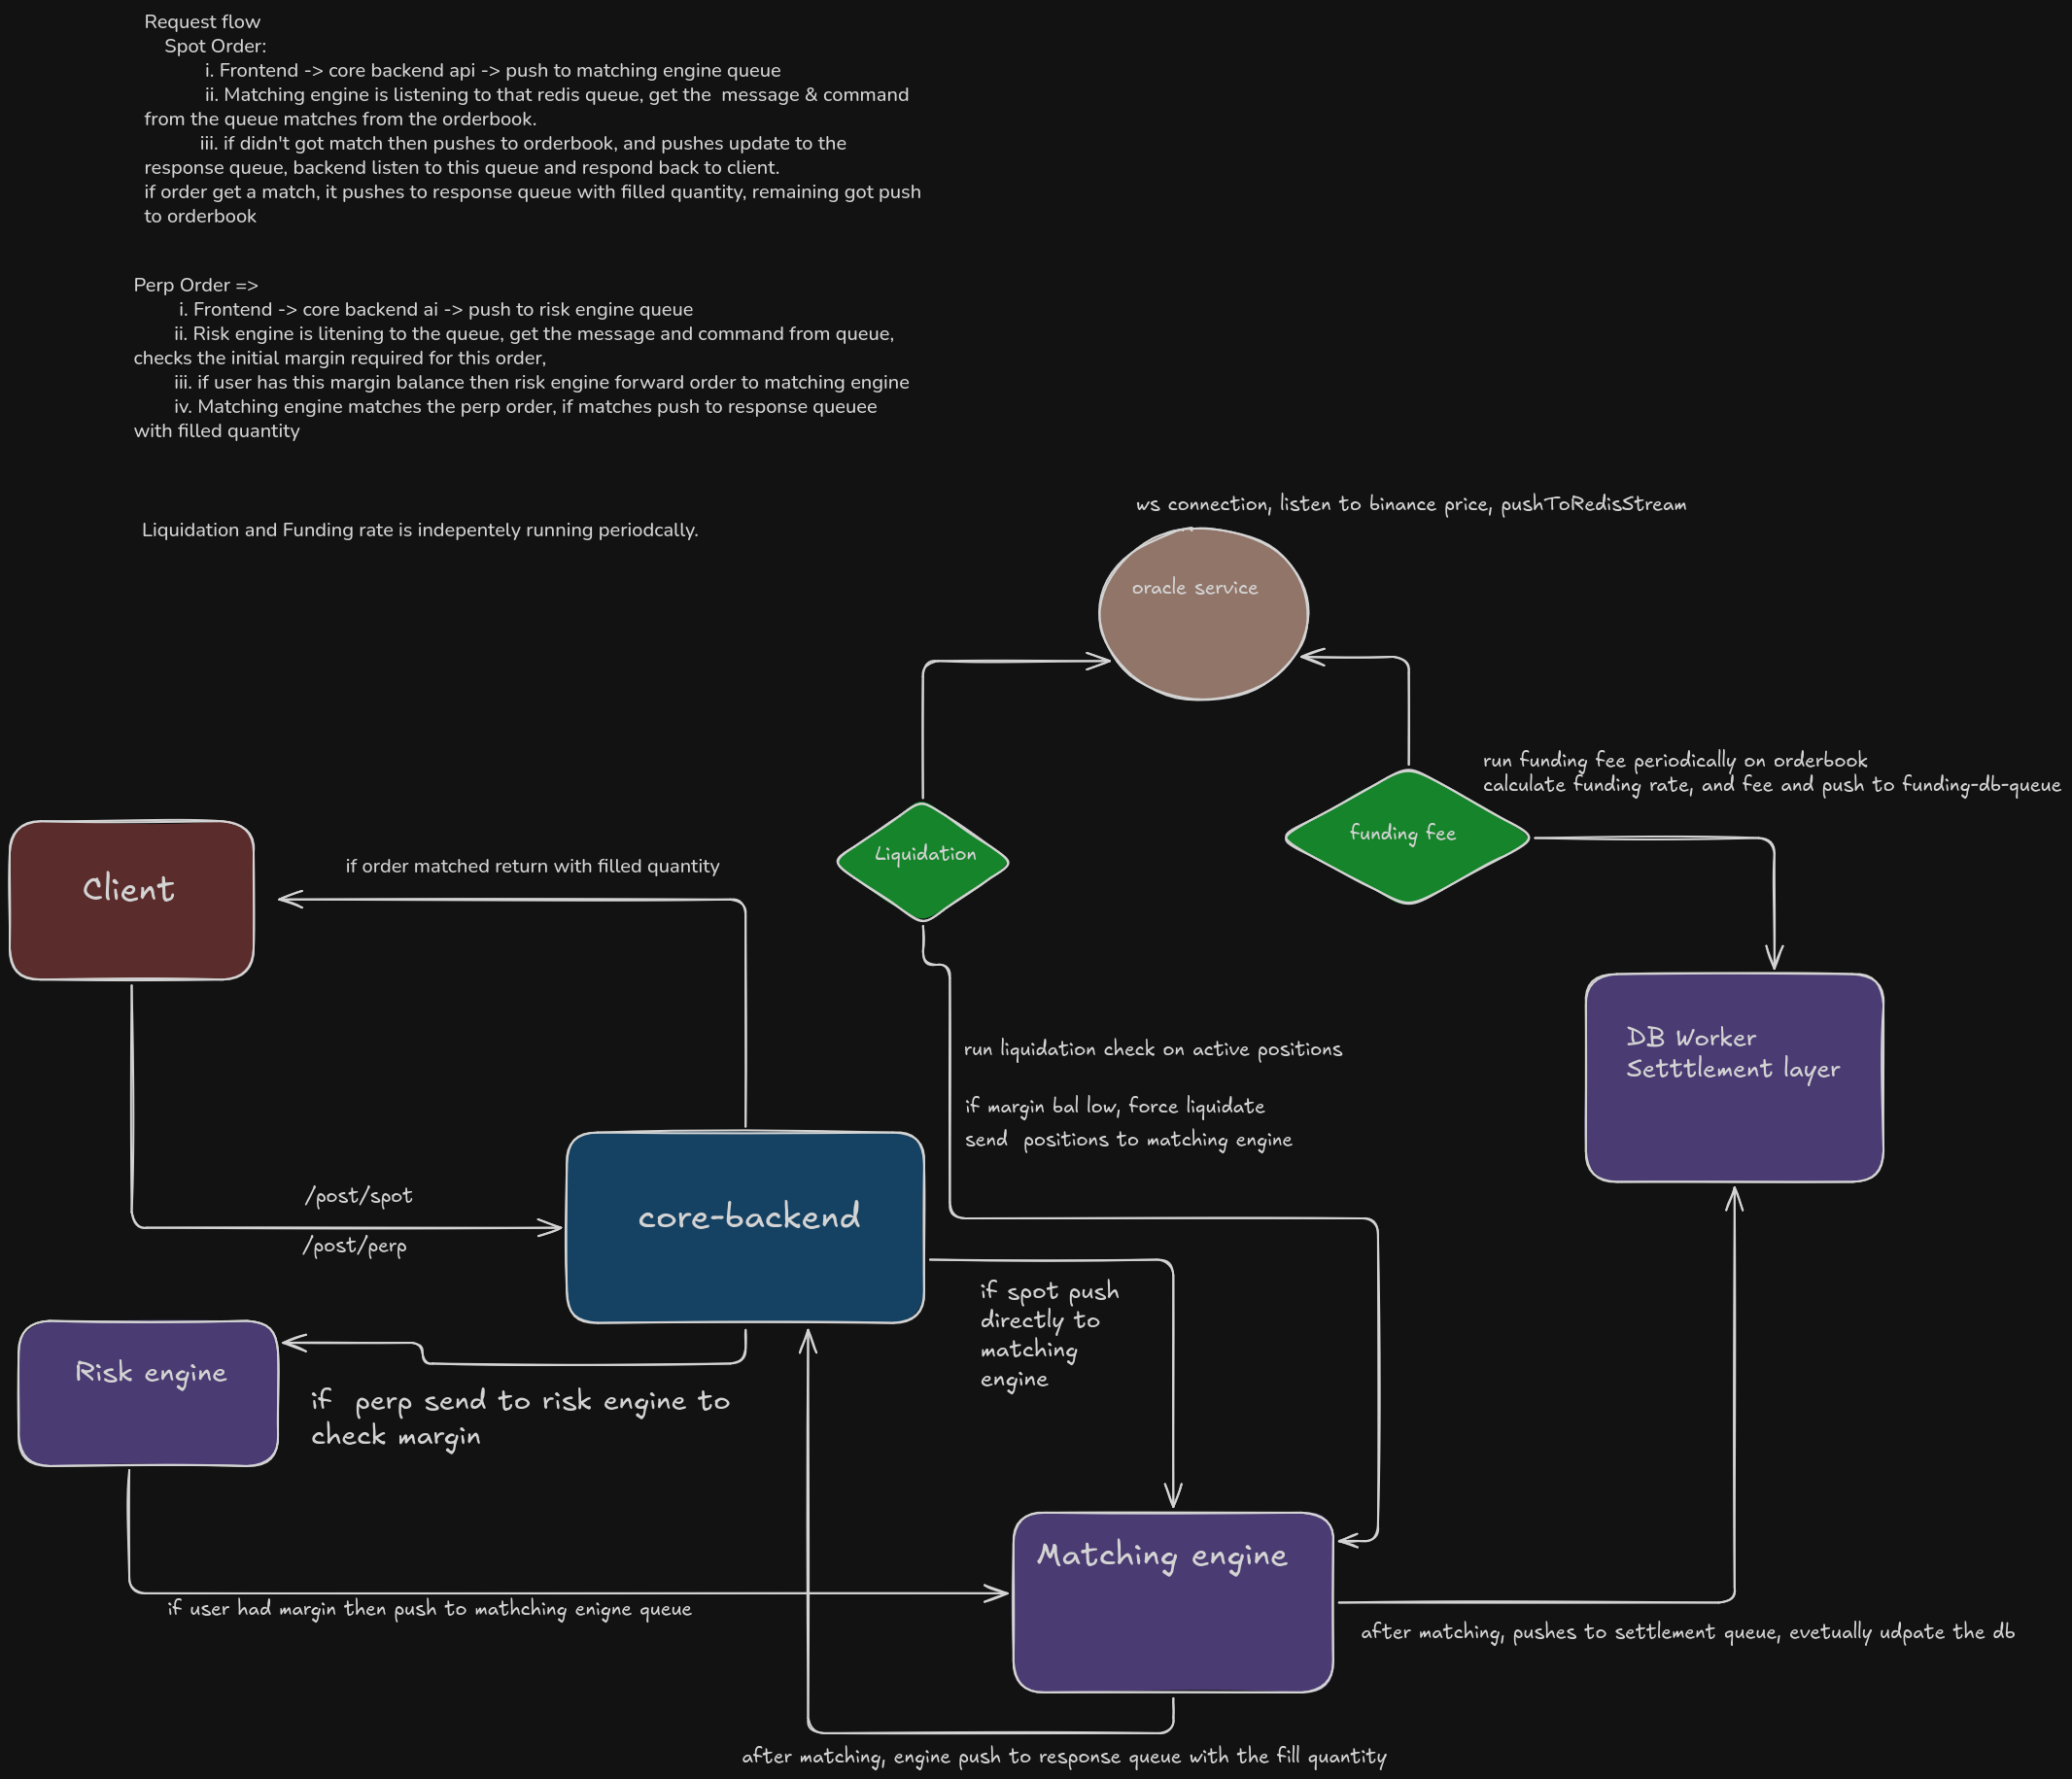 Request flow
Spot Order:
i. Frontend -> core backend api -> push to matching engine queue
ii. Matching engine is listening to that redis queue, get the  message & command
from the queue matches from the orderbook.
iii. if didn't got match then pushes to orderbook, and pushes update to the
response queue, backend listen to this queue and respond back to client.
if order get a match, it pushes to response queue with filled quantity, remaining got push
to orderbook
Perp Order =>
i. Frontend -> core backend ai -> push to risk engine queue
ii. Risk engine is litening to the queue, get the message and command from queue,
checks the initial margin required for this order,
iii. if user has this margin balance then risk engine forward order to matching engine
iv. Matching engine matches the perp order, if matches push to response queuee
with filled quantity
Liquidation and Funding rate is indepentely running periodcally.
ws connection, listen to binance price, pushToRedisStream
oracle service
run funding fee periodically on orderbook
calculate funding rate, and fee and push to funding-db-queue
funding fee
Liquidation
Client
if order matched return with filled quantity
DB Worker
Setttlement layer
run liquidation check on active positions
if margin bal low, force liquidate
send  positions to matching engine
/post/spot
/post/perp
core-backend
if spot push
directly to
matching
engine
Risk engine
if  perp send to risk engine to
check margin
Matching engine
if user had margin then push to mathching enigne queue
after matching, pushes to settlement queue, evetually udpate the db
after matching, engine push to response queue with the fill quantity